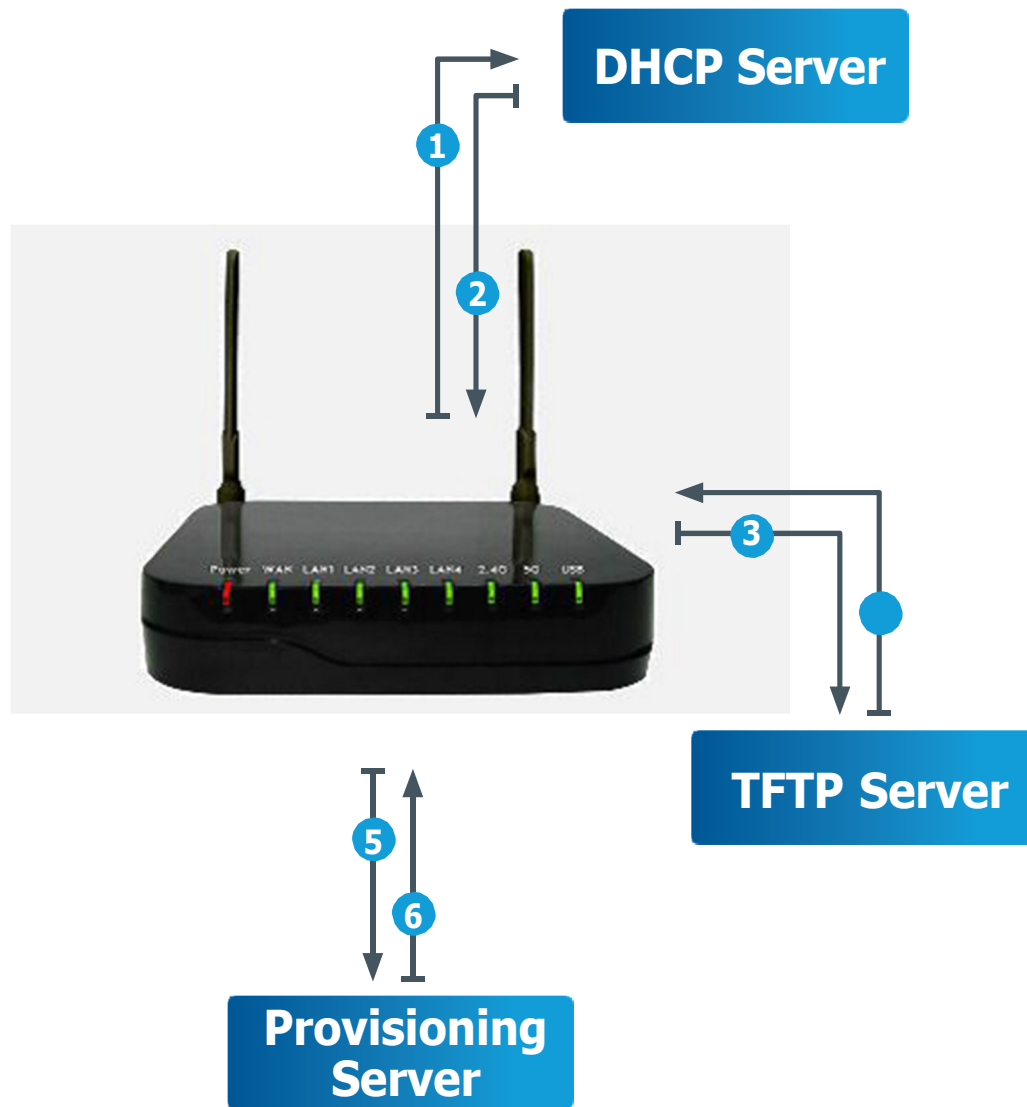 DHCP Server
1
2
Power WAN LAN1 LAN2 LAN3 LAN4 2.4G 5G USB
3
TFTP Server
5
6
Provisioning
Server